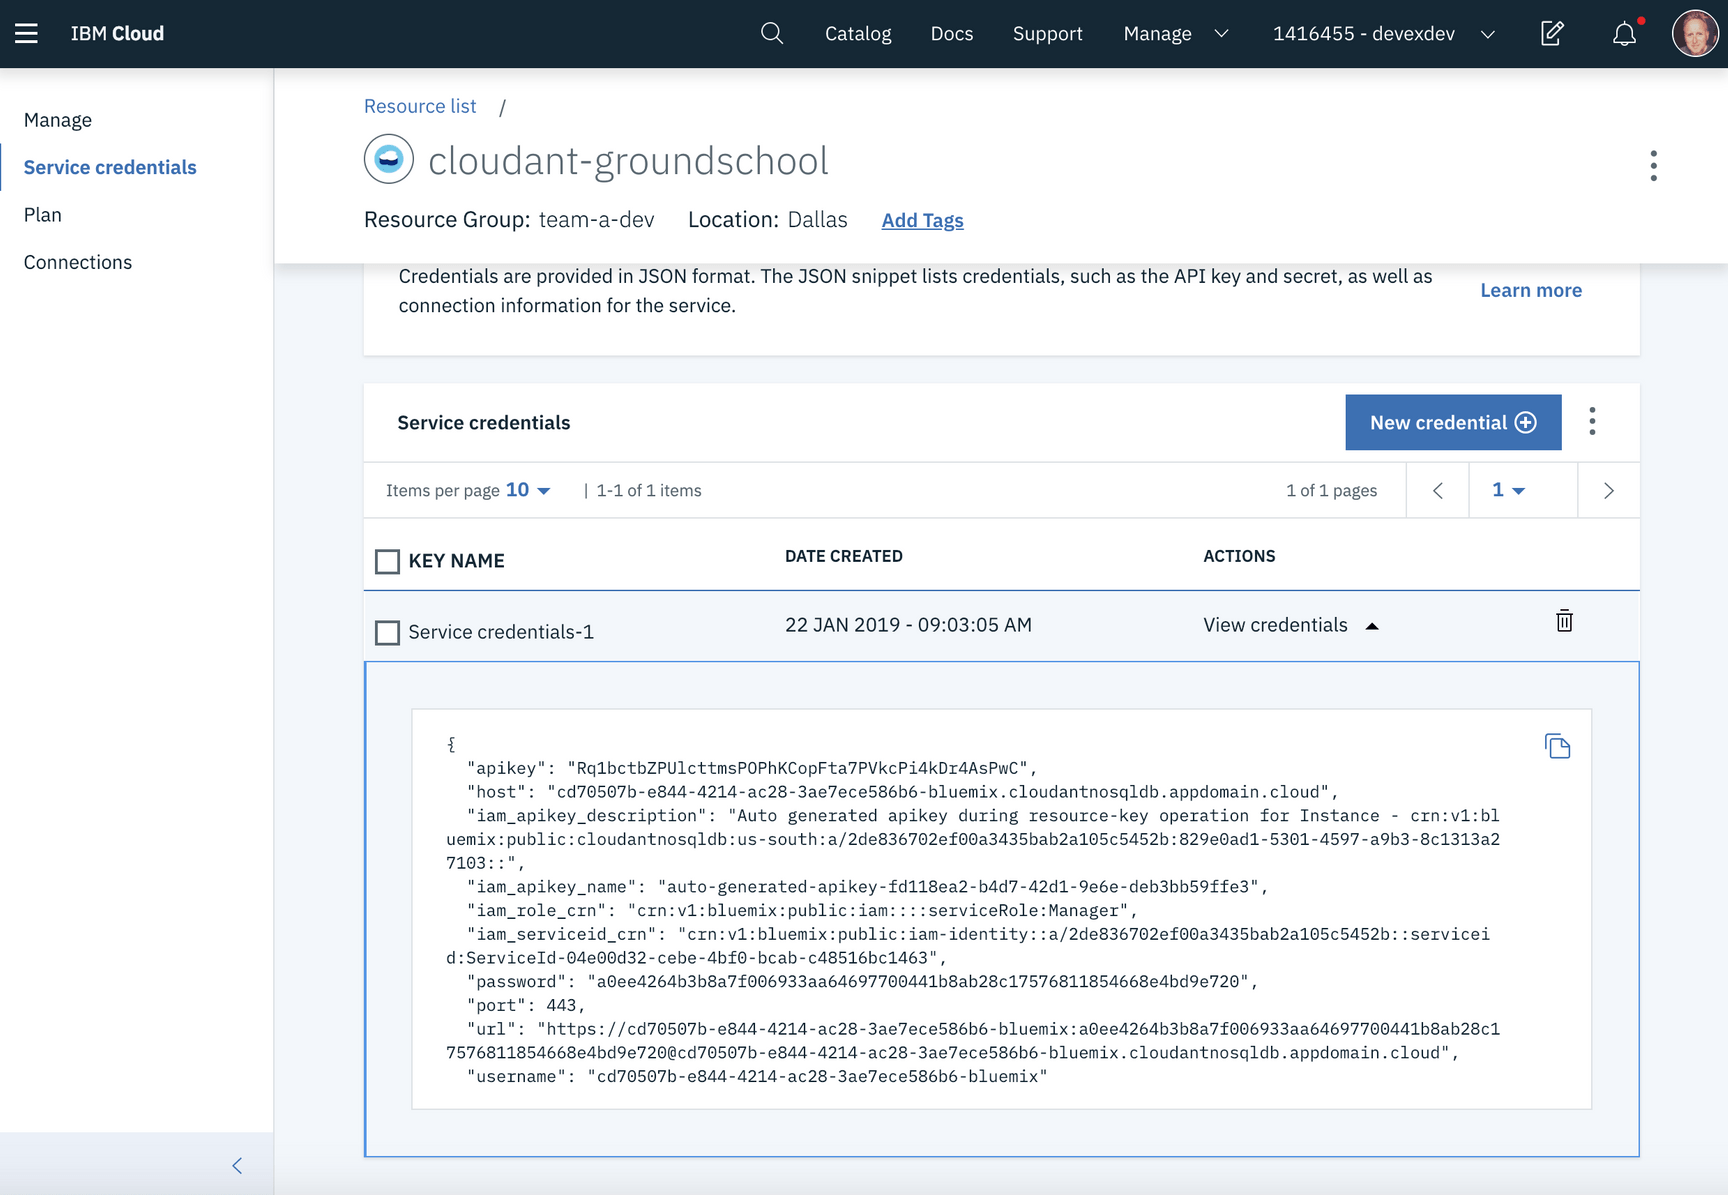 IBM Cloud
Catalog
Docs
Support
Manage
1416455 - devexdev
Manage
Service credentials
Plan
Connections
Resource list /
cloudant-groundschool
Resource Group: team-a-dev Location: Dallas Add Tags
Credentials are provided in JSON format. The JSON snippet lists credentials, such as the API key and secret, as well as
connection information for the service.
Learn more
Service credentials
New credential
Items per page 10 | 1-1 of 1 items
1 of 1 pages
1
KEY NAME DATE CREATED ACTIONS
Service credentials-1 22 JAN 2019 - 09:03:05 AM View credentials
{
"apikey": "Rq1bctbZPUlcttmsPOPhKCopFta7PVkcPi4kDr4AsPwC",
"host": "cd70507b-e844-4214-ac28-3ae7ece586b6-bluemix.cloudantnosqldb.appdomain.cloud",
"iam_apikey_description": "Auto generated apikey during resource-key operation for Instance - crn:v1:bl
uemix:public:cloudantnosqldb:us-south:a/2de836702ef00a3435bab2a105c5452b:829e0ad1-5301-4597-a9b3-8c1313a2
7103::",
"iam_apikey_name": "auto-generated-apikey-fd118ea2-b4d7-42d1-9e6e-deb3bb59ffe3",
"iam_role_crn": "crn:v1:bluemix:public:iam::::serviceRole:Manager",
"iam_serviceid_crn": "crn:v1:bluemix:public:iam-identity::a/2de836702ef00a3435bab2a105c5452b::servicei
d:ServiceId-04e00d32-cebe-4bf0-bcab-c48516bc1463",
"password": "a0ee4264b3b8a7f006933aa64697700441b8ab28c17576811854668e4bd9e720",
"port": 443,
"url": "https://cd70507b-e844-4214-ac28-3ae7ece586b6-bluemix:a0ee4264b3b8a7f006933aa64697700441b8ab28c1
7576811854668e4bd9e720@cd70507b-e844-4214-ac28-3ae7ece586b6-bluemix.cloudantnosqldb.appdomain.cloud",
"username": "cd70507b-e844-4214-ac28-3ae7ece586b6-bluemix"